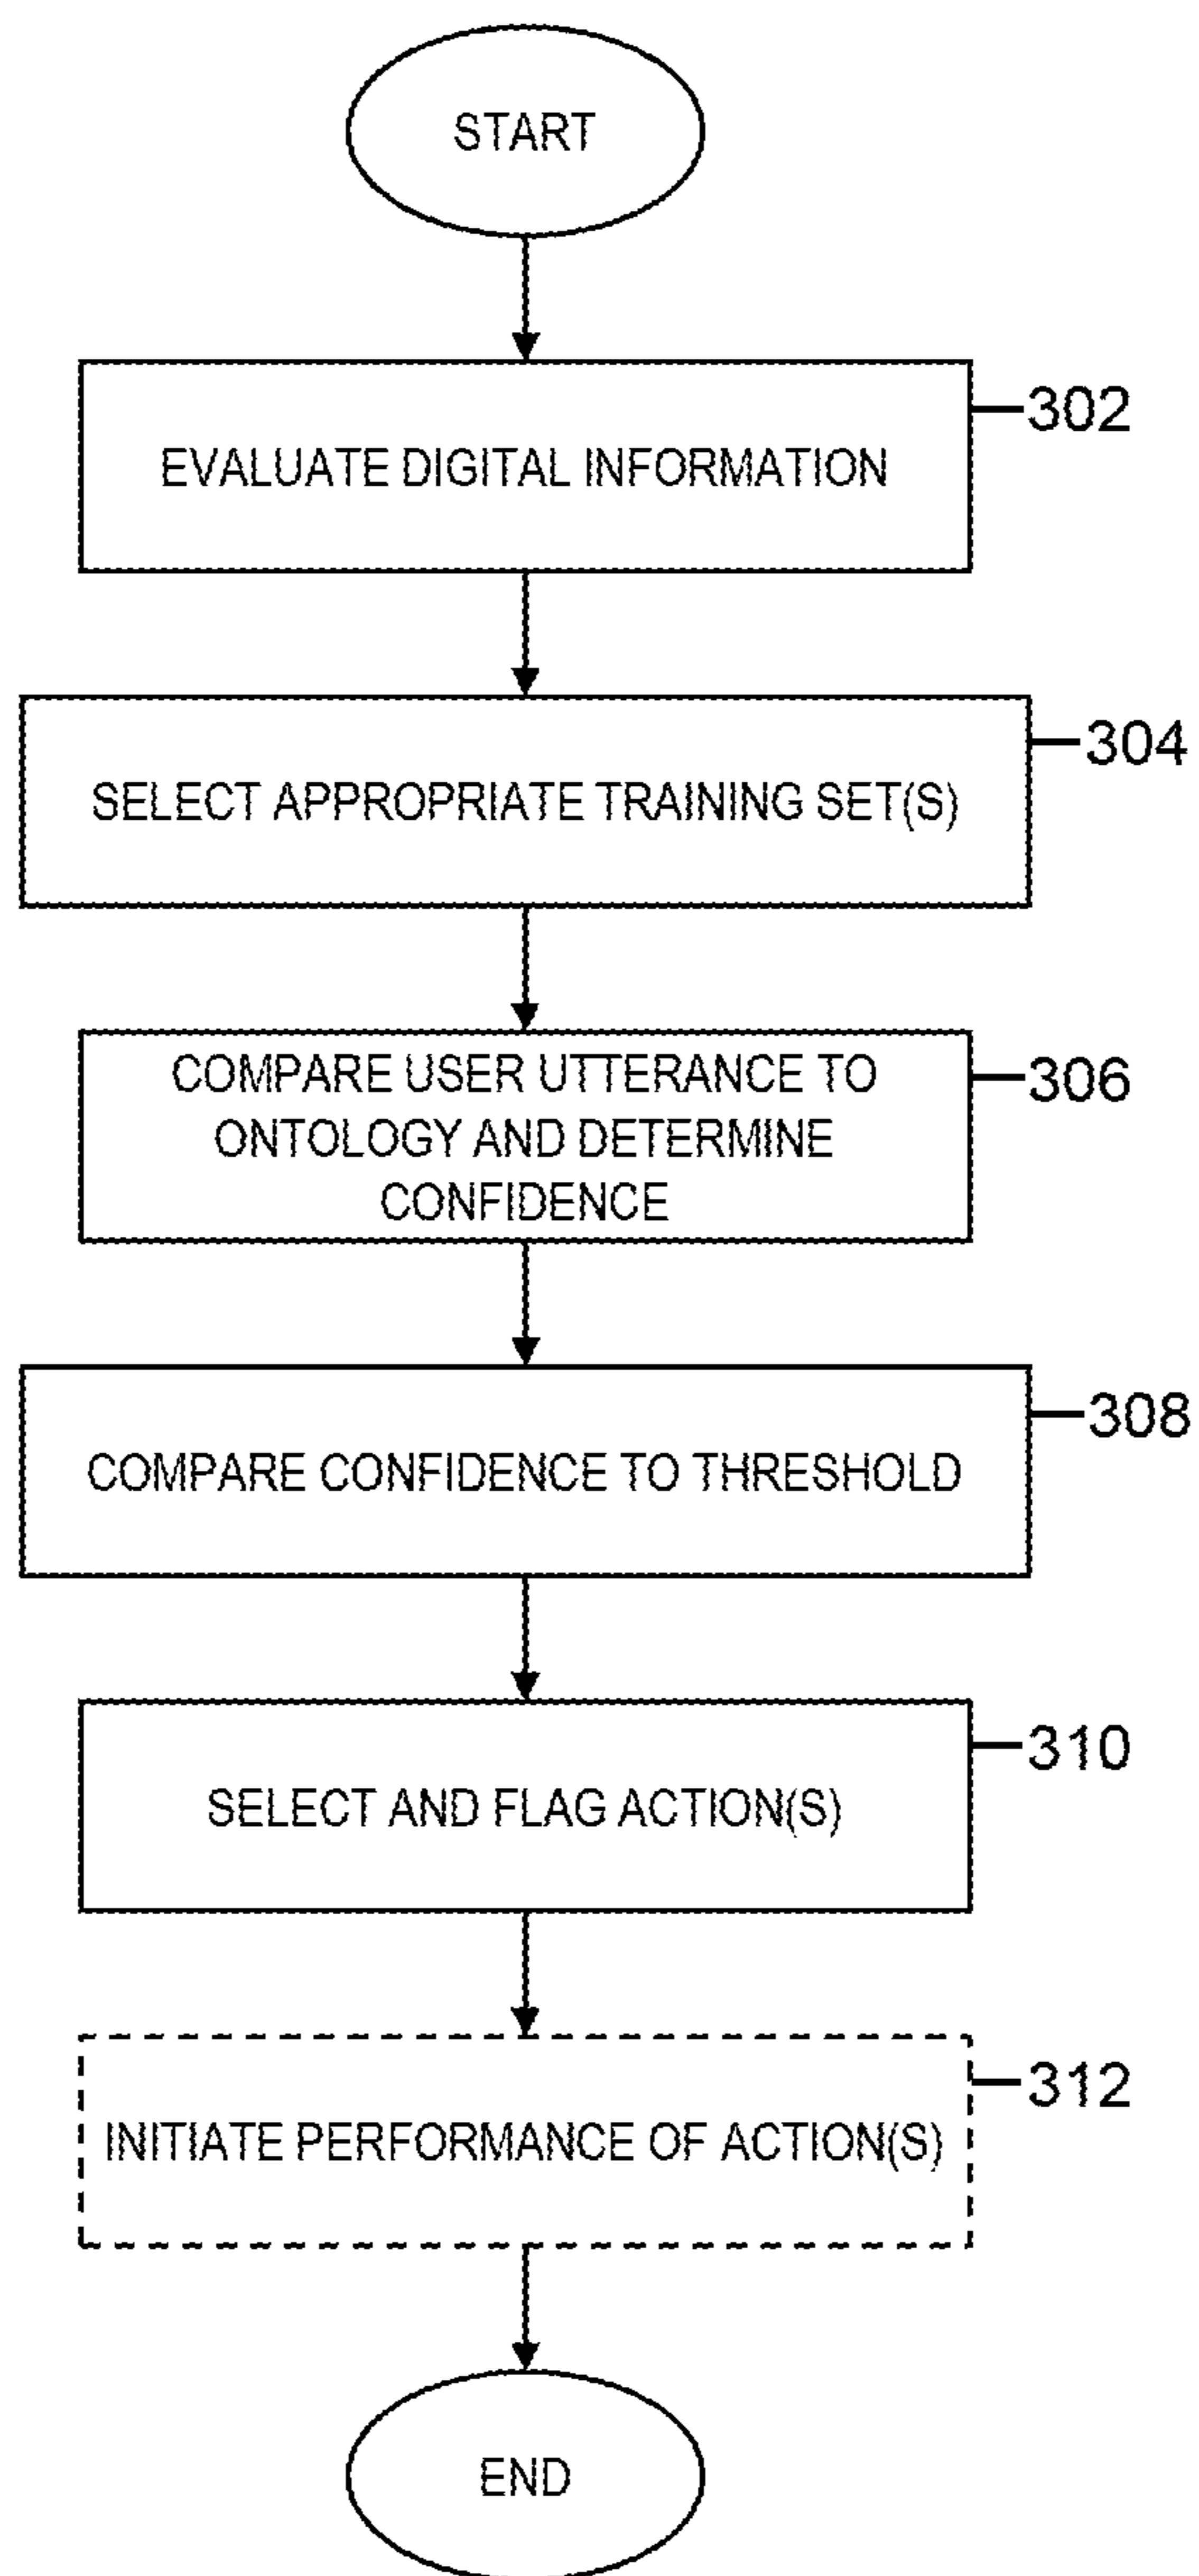 START
302
EVALUATE DIGITAL INFORMATION
304
SELECT APPROPRIATE TRAINING SET(S)
306
COMPARE USER UTTERANCE TO
ONTOLOGY AND DETERMINE
CONFIDENCE
308
COMPARE CONFIDENCE TO THRESHOLD
310
SELECT AND FLAG ACTION(S)
312
INITIATE PERFORMANCE OF ACTION(S)
END